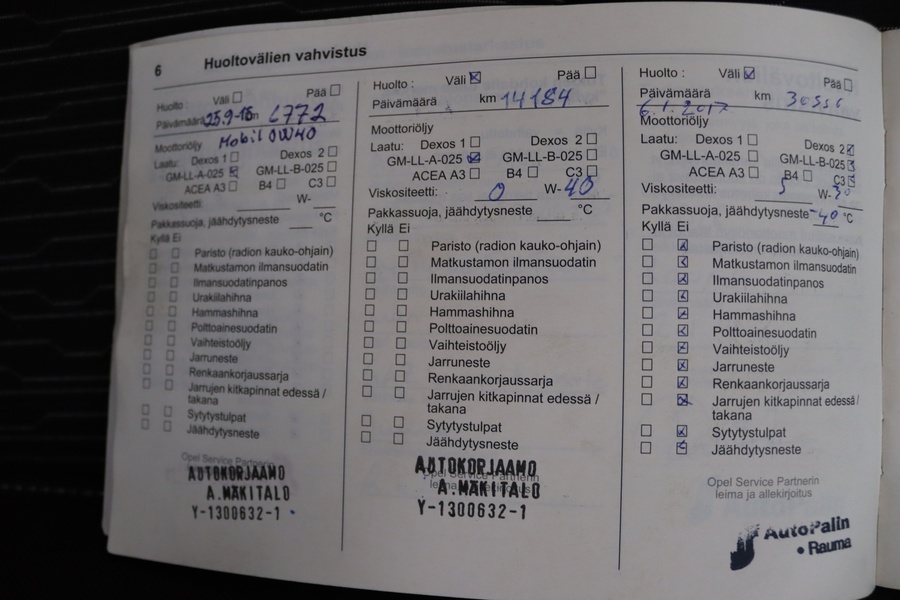 6 Huoltovälien vahvistus
Huolto : Väli Pää
Päivämäärä 25.9-15 km 6772
Mobil 0W40
Moottoriöljy
Laatu: Dexos 1 Dexos 2
GM-LL-A-025 GM-LL-B-025
ACEA A3 B4 C3
Viskositeetti: W-
Pakkassuoja, jäähdytysneste °C
Kyllä Ei
Paristo (radion kauko-ohjain)
Matkustamon ilmansuodatin
Ilmansuodatinpanos
Urakiilahihna
Hammashihna
Polttoainesuodatin
Vaihteistoöljy
Jarruneste
Renkaankorjaussarja
Jarrujen kitkapinnat edessä /
takana
Sytytystulpat
Jäähdytysneste
Opel Service Partnerin
AUTOKORJAAMO
A.MÄKITALO
Y-1300632-1
Huolto : Väli Pää
Päivämäärä km 14184
Moottoriöljy
Laatu: Dexos 1 Dexos 2
GM-LL-A-025 GM-LL-B-025
ACEA A3 B4 C3
Viskositeetti: 0 W-40
Pakkassuoja, jäähdytysneste °C
Kyllä Ei
Paristo (radion kauko-ohjain)
Matkustamon ilmansuodatin
Ilmansuodatinpanos
Urakiilahihna
Hammashihna
Polttoainesuodatin
Vaihteistoöljy
Jarruneste
Renkaankorjaussarja
Jarrujen kitkapinnat edessä /
takana
Sytytystulpat
Jäähdytysneste
Opel Service Partnerin
AUTOKORJAAMO
leima
A.MÄKITALO
Y-1300632-1
Huolto : Väli Pää
Päivämäärä km
6.1.2017
Moottoriöljy
Laatu: Dexos 1 Dexos 2
GM-LL-A-025 GM-LL-B-025
ACEA A3 B4 C3
Viskositeetti: 5 W-30
Pakkassuoja, jäähdytysneste -40 °C
Kyllä Ei
Paristo (radion kauko-ohjain)
Matkustamon ilmansuodatin
Ilmansuodatinpanos
Urakiilahihna
Hammashihna
Polttoainesuodatin
Vaihteistoöljy
Jarruneste
Renkaankorjaussarja
Jarrujen kitkapinnat edessä /
takana
Sytytystulpat
Jäähdytysneste
Opel Service Partnerin
leima ja allekirjoitus
AutoPalin
• Rauma